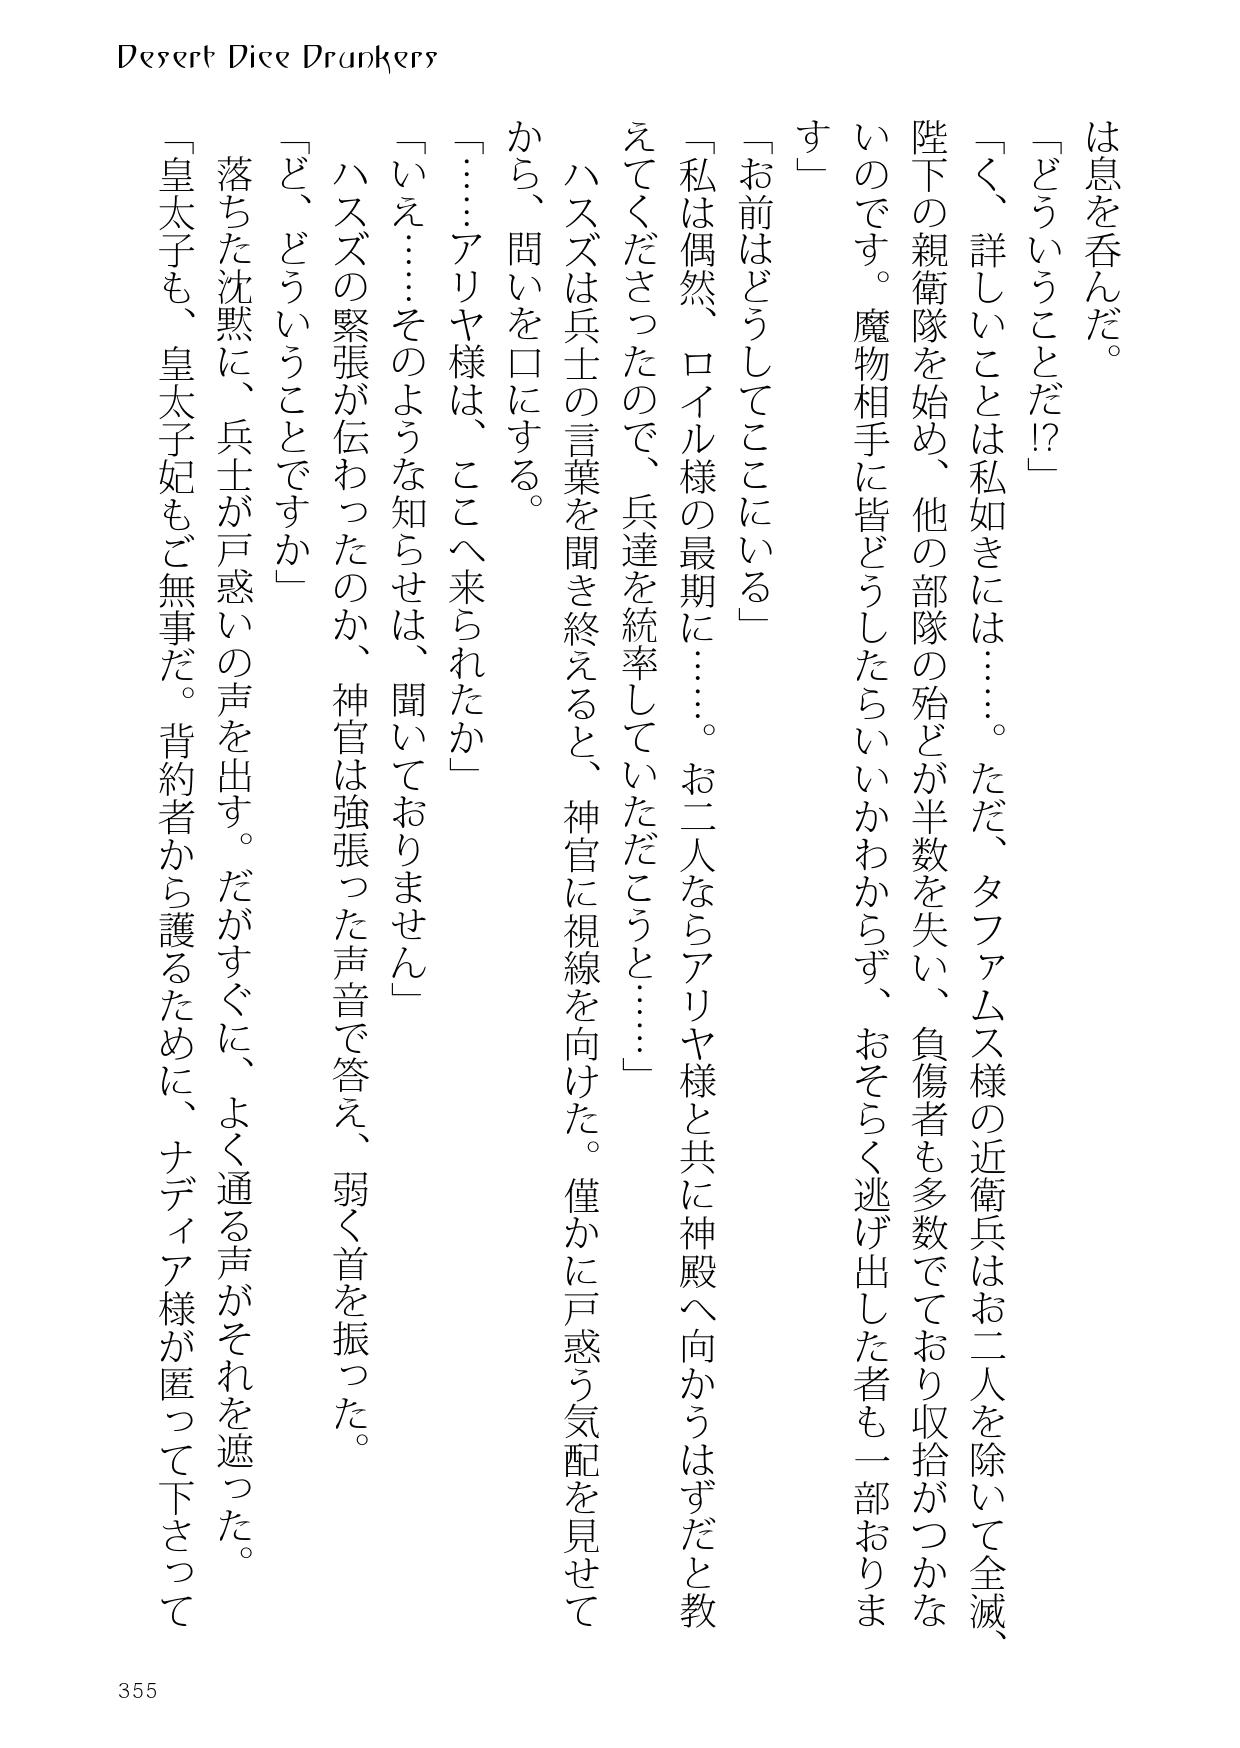 Desert Dice Drunkers
は息を呑んだ。
「どういうことだ!?」
「く、詳しいことは私如きには……。ただ、タファムス様の近衛兵はお二人を除いて全滅、
陛下の親衛隊を始め、他の部隊の殆どが半数を失い、負傷者も多数でており収拾がつかな
いのです。魔物相手に皆どうしたらいいかわからず、おそらく逃げ出した者も一部おりま
す」
「お前はどうしてここにいる」
「私は偶然、ロイル様の最期に……。お二人ならアリヤ様と共に神殿へ向かうはずだと教
えてくださったので、兵達を統率していただこうと……」
ハスズは兵士の言葉を聞き終えると、神官に視線を向けた。僅かに戸惑う気配を見せて
から、問いを口にする。
「……アリヤ様は、ここへ来られたか」
「いえ……そのような知らせは、聞いておりません」
ハスズの緊張が伝わったのか、神官は強張った声音で答え、弱く首を振った。
「ど、どういうことですか」
落ちた沈黙に、兵士が戸惑いの声を出す。だがすぐに、よく通る声がそれを遮った。
「皇太子も、皇太子妃もご無事だ。背約者から護るために、ナディア様が匿って下さって
355